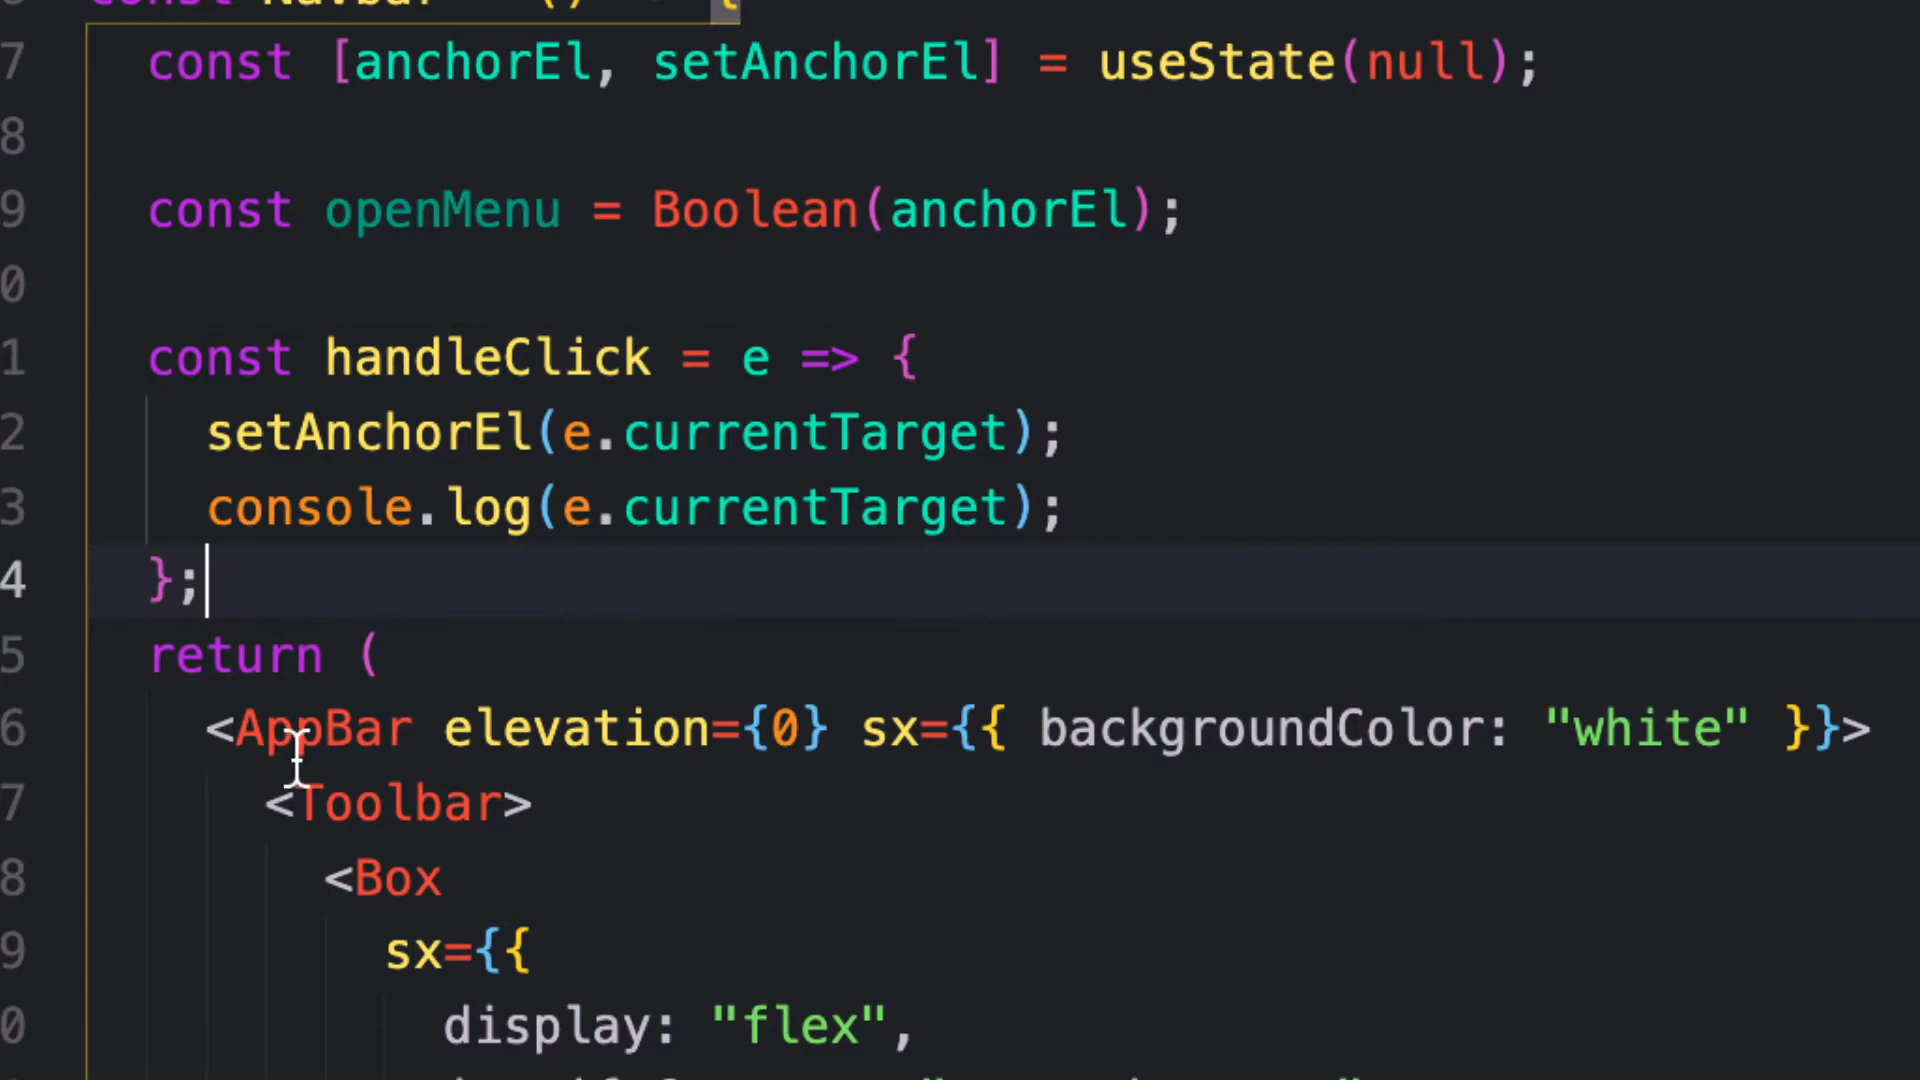 const Navbar = () => {
7 const [anchorEl, setAnchorEl] = useState(null);
8
9 const openMenu = Boolean(anchorEl);
0
1 const handleClick = e => {
2 setAnchorEl(e.currentTarget);
3 console.log(e.currentTarget);
4 };
5 return (
6 <AppBar elevation={0} sx={{ backgroundColor: "white" }}>
7 <Toolbar>
8 <Box
9 sx={{
0 display: "flex",